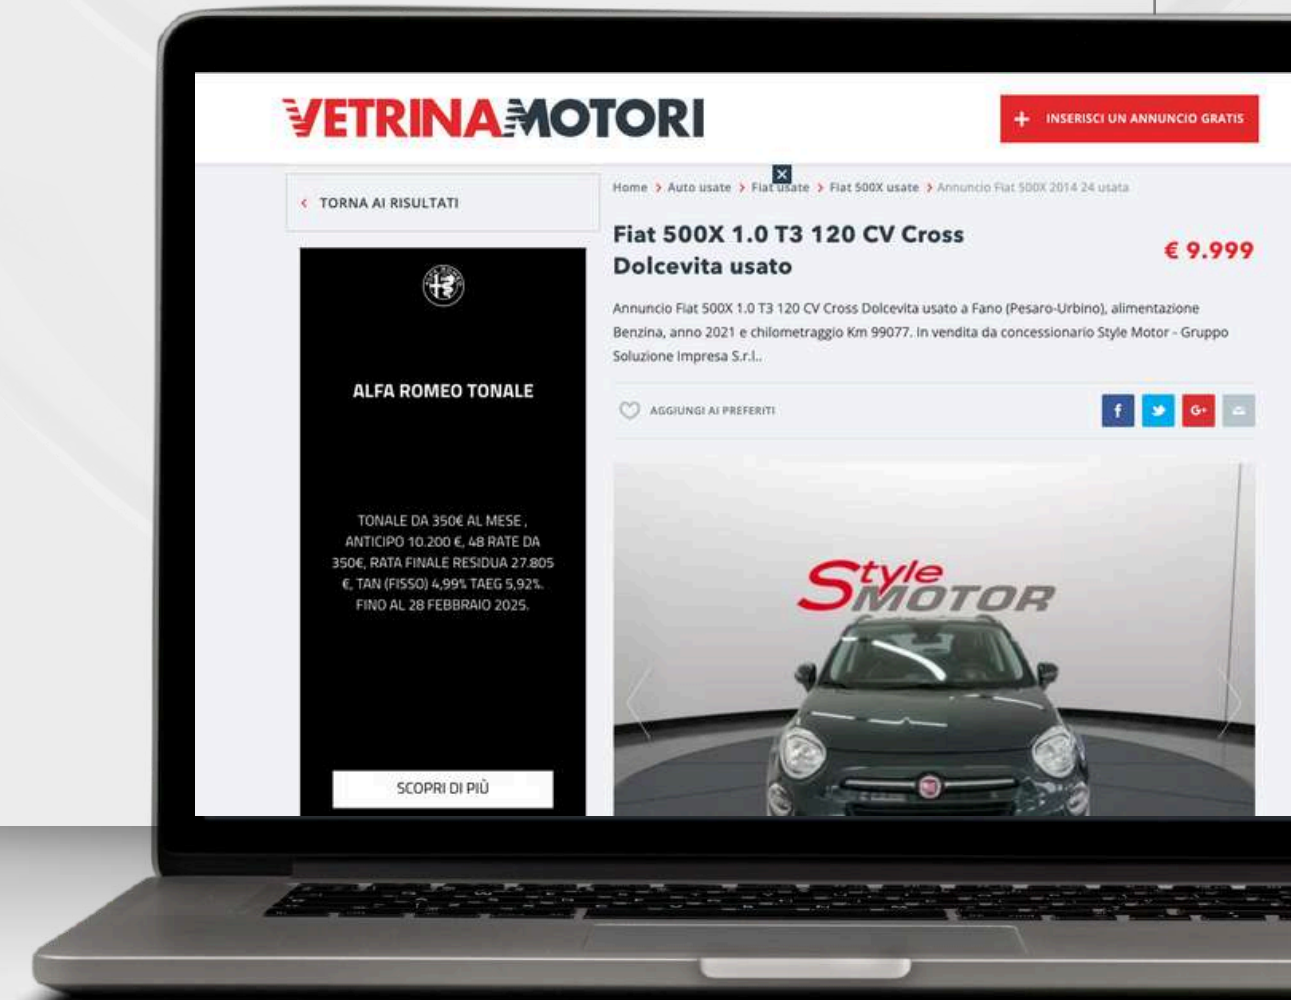 VETRINAMOTORI
+ INSERISCI UN ANNUNCIO GRATIS
TORNA AI RISULTATI
Home > Auto usate > Fiat usate > Fiat 500X usate > Annuncio Fiat 500X 2014 24 usata
Fiat 500X 1.0 T3 120 CV Cross
Dolcevita usato
€ 9.999
Annuncio Fiat 500X 1.0 T3 120 CV Cross Dolcevita usato a Fano (Pesaro-Urbino), alimentazione
Benzina, anno 2021 e chilometraggio Km 99077. In vendita da concessionario Style Motor - Gruppo
Soluzione Impresa S.r.l..
AGGIUNGI AI PREFERITI
f
G+
ALFA ROMEO
ALFA ROMEO TONALE
TONALE DA 350€ AL MESE ,
ANTICIPO 10.200 €, 48 RATE DA
350€, RATA FINALE RESIDUA 27.805
€, TAN (FISSO) 4,99% TAEG 5,92%.
FINO AL 28 FEBBRAIO 2025.
SCOPRI DI PIÙ
Style
MOTOR
FIAT